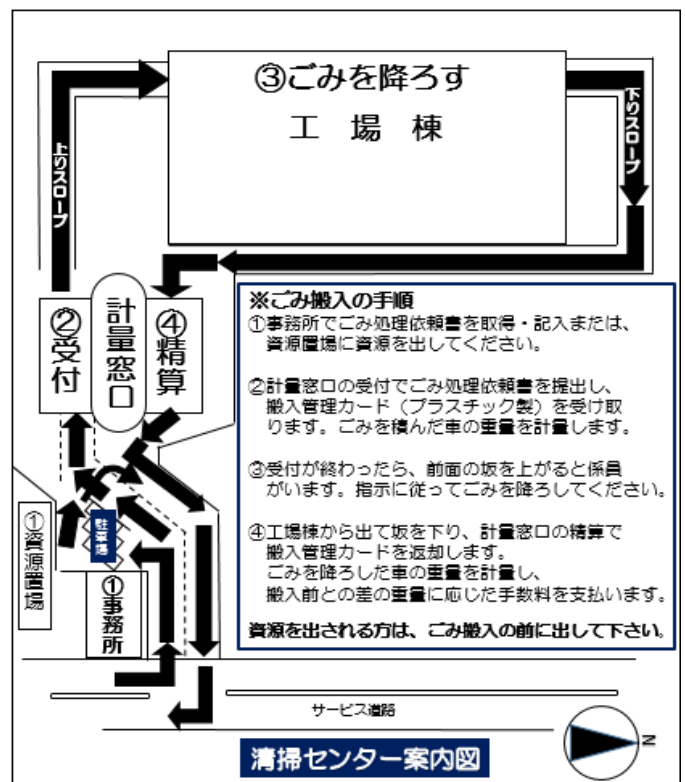 ③ごみを降ろす
工 場 棟
上りスロープ
下りスロープ
②受付
計量窓口
④精算
※ごみ搬入の手順
①事務所でごみ処理依頼書を取得・記入または、
資源置場に資源を出してください。
②計量窓口の受付でごみ処理依頼書を提出し、
搬入管理カード（プラスチック製）を受け取
ります。ごみを積んだ車の重量を計量します。
③受付が終わったら、前面の坂を上がると係員
がいます。指示に従ってごみを降ろしてください。
④工場棟から出て坂を下り、計量窓口の精算で
搬入管理カードを返却します。
ごみを降ろした車の重量を計量し、
搬入前との差の重量に応じた手数料を支払います。
資源を出される方は、ごみ搬入の前に出して下さい。
①資源置場
駐車場
①事務所
サービス道路
N
清掃センター案内図